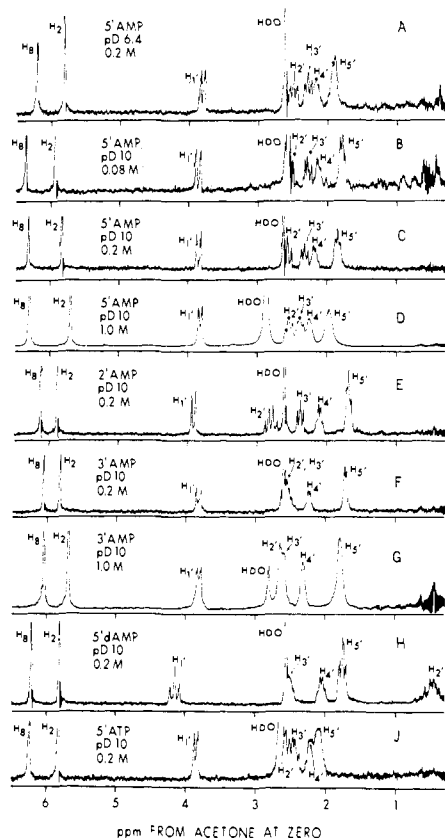 H8 H2 5' AMP pD 6.4 0.2 M H1' HDO H2' H3' H4' H5' A
H8 H2 5' AMP pD 10 0.08 M H1' HDO H2' H3' H4' H5' B
H8 H2 5' AMP pD 10 0.2 M H1' HDO H2' H3' H4' H5' C
H8 H2 5' AMP pD 10 1.0 M H1' HDO H2' H3' H4' H5' D
H8 H2 2' AMP pD 10 0.2 M H1' H2' HDO H3' H4' H5' E
H8 H2 3' AMP pD 10 0.2 M H1' HDO H2', H3' H4' H5' F
H8 H2 3' AMP pD 10 1.0 M H1' HDO H2' H3' H4' H5' G
H8 H2 5' dAMP pD 10 0.2 M H1' HDO H3' H4' H5' H2' H
H8 H2 5' ATP pD 10 0.2 M H1' HDO H2' H3' H4' H5' J
6 5 4 3 2 1
ppm FROM ACETONE AT ZERO